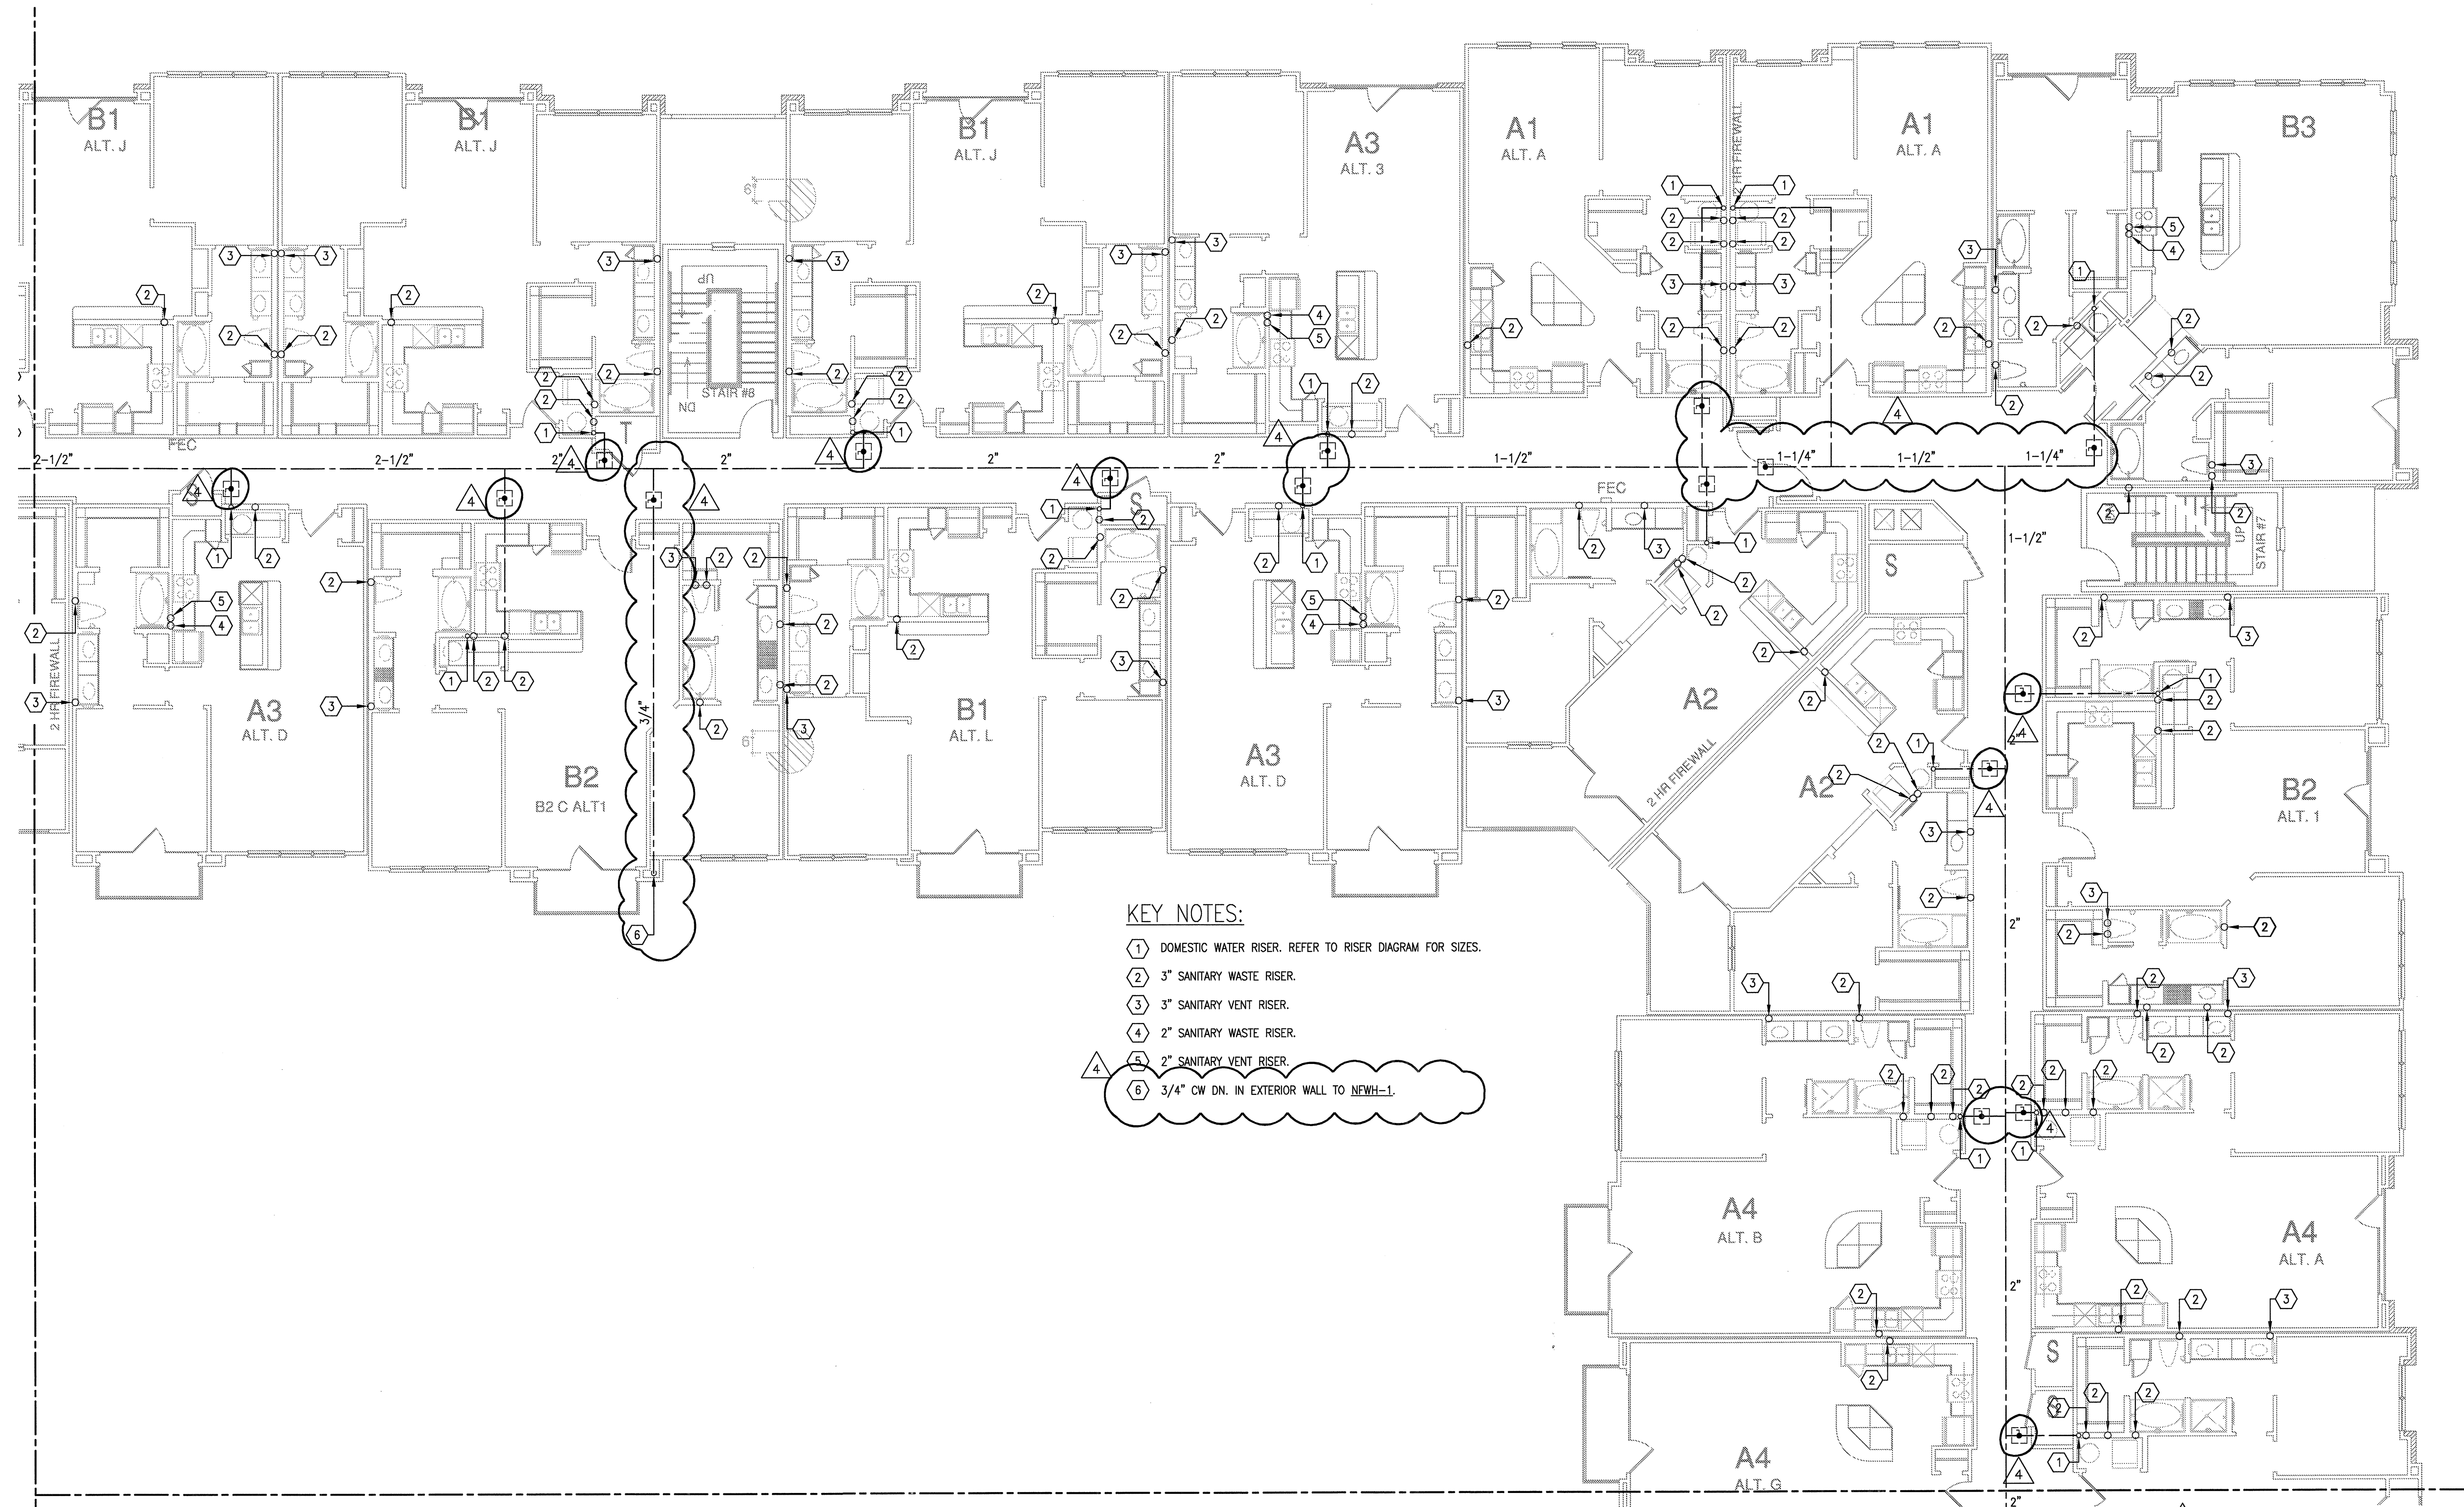 B1
ALT. J
B1
ALT. J
B1
ALT. J
A3
ALT. 3
A1
ALT. A
2 HR FIREWALL
A1
ALT. A
B3
6"
UP
DN
STAIR #8
FEC
2-1/2"
2-1/2"
2"
2"
2"
2"
1-1/2"
1-1/4"
1-1/2"
1-1/4"
FEC
1-1/2"
UP
STAIR #7
S
S
2 HR FIREWALL
A3
ALT. D
B2
B2 C ALT1
3/4"
6"
B1
ALT. L
A3
ALT. D
A2
2 HR FIREWALL
A2
2"
B2
ALT. 1
2"
KEY NOTES:
1 DOMESTIC WATER RISER. REFER TO RISER DIAGRAM FOR SIZES.
2 3" SANITARY WASTE RISER.
3 3" SANITARY VENT RISER.
4 2" SANITARY WASTE RISER.
5 2" SANITARY VENT RISER.
4
6 3/4" CW DN. IN EXTERIOR WALL TO NFWH-1.
A4
ALT. B
A4
ALT. A
2"
S
A4
ALT. G
2"